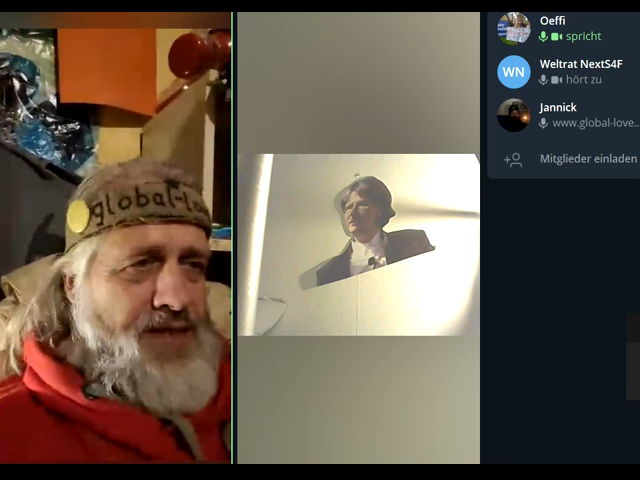 global-lo
Oeffi
spricht
WN
Weltrat NextS4F
hört zu
Jannick
www.global-love...
Mitglieder einladen